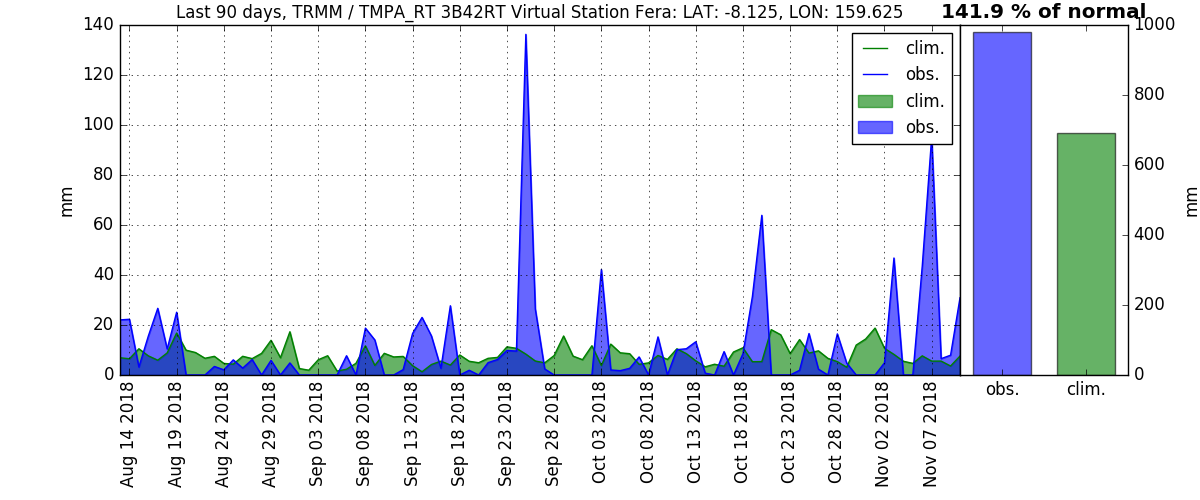 Last 90 days, TRMM / TMPA_RT 3B42RT Virtual Station Fera: LAT: -8.125, LON: 159.625
141.9 % of normal
140
120
100
80
60
40
20
0
mm
clim.
obs.
clim.
obs.
1000
800
600
400
200
0
mm
Aug 14 2018
Aug 19 2018
Aug 24 2018
Aug 29 2018
Sep 03 2018
Sep 08 2018
Sep 13 2018
Sep 18 2018
Sep 23 2018
Sep 28 2018
Oct 03 2018
Oct 08 2018
Oct 13 2018
Oct 18 2018
Oct 23 2018
Oct 28 2018
Nov 02 2018
Nov 07 2018
obs.
clim.